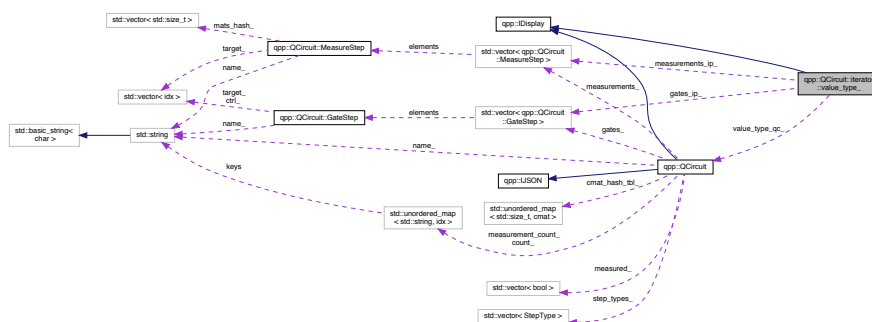 std::vector< std::size_t >
mats_hash_
qpp::QCircuit::MeasureStep
elements
std::vector< qpp::QCircuit
::MeasureStep >
qpp::IDisplay
measurements_ip_
qpp::QCircuit::iterator
::value_type_
target_
name_
std::vector< idx >
target_
ctrl_
qpp::QCircuit::GateStep
elements
std::vector< qpp::QCircuit
::GateStep >
measurements_
gates_ip_
gates_
value_type_qc_
std::basic_string<
char >
std::string
name_
name_
qpp::QCircuit
keys
qpp::IJSON
cmat_hash_tbl_
std::unordered_map
< std::string, idx >
std::unordered_map
< std::size_t, cmat >
measurement_count_
count_
measured_
std::vector< bool >
step_types_
std::vector< StepType >